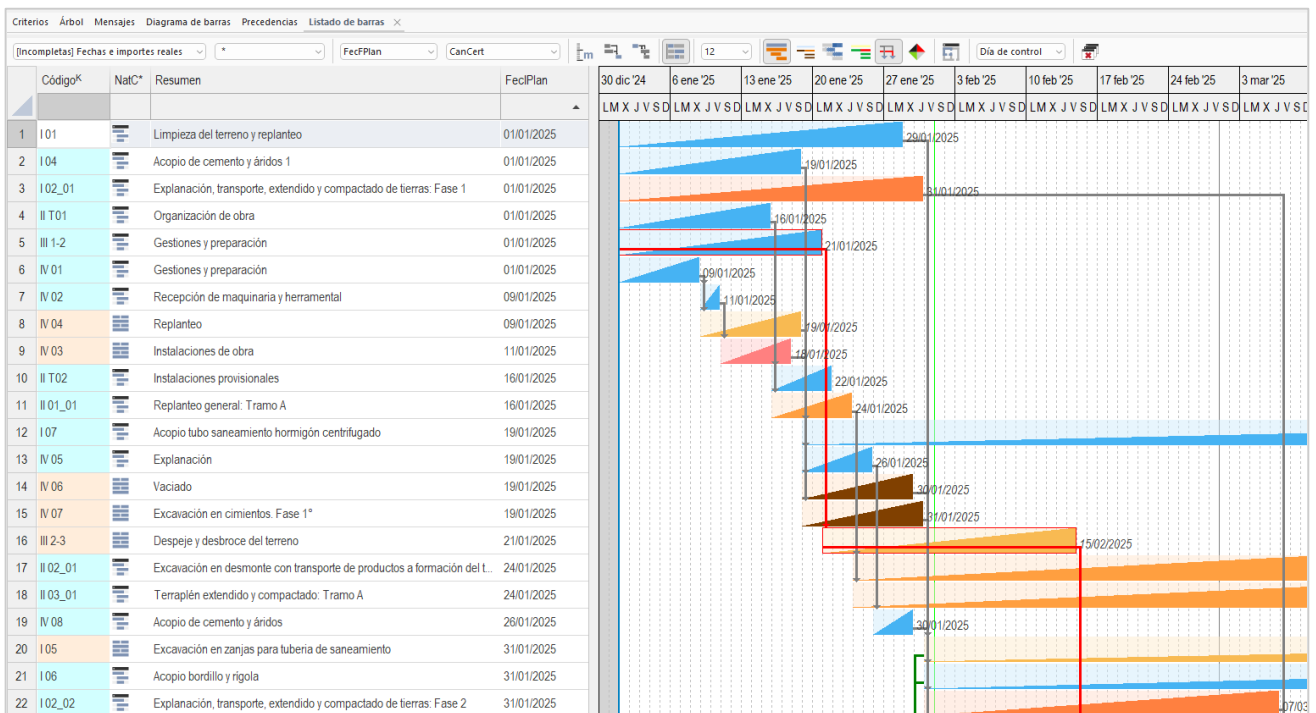 Criterios Árbol Mensajes Diagrama de barras Precedencias Listado de barras ×
[Incompletas] Fechas e importes reales * FecFPlan CanCert 12 Día de control
CódigoK NatC* Resumen FecIPlan 30 dic '24 6 ene '25 13 ene '25 20 ene '25 27 ene '25 3 feb '25 10 feb '25 17 feb '25 24 feb '25 3 mar '25
L M X J V S D L M X J V S D L M X J V S D L M X J V S D L M X J V S D L M X J V S D L M X J V S D L M X J V S D L M X J V S D L M X J V S D
1 I 01 Limpieza del terreno y replanteo 01/01/2025 29/01/2025
2 I 04 Acopio de cemento y áridos 1 01/01/2025 19/01/2025
3 I 02_01 Explanación, transporte, extendido y compactado de tierras: Fase 1 01/01/2025 31/01/2025
4 II T01 Organización de obra 01/01/2025 16/01/2025
5 III 1-2 Gestiones y preparación 01/01/2025 21/01/2025
6 IV 01 Gestiones y preparación 01/01/2025 09/01/2025
7 IV 02 Recepción de maquinaria y herramental 09/01/2025 11/01/2025
8 IV 04 Replanteo 09/01/2025 19/01/2025
9 IV 03 Instalaciones de obra 11/01/2025 18/01/2025
10 II T02 Instalaciones provisionales 16/01/2025 22/01/2025
11 II 01_01 Replanteo general: Tramo A 16/01/2025 24/01/2025
12 I 07 Acopio tubo saneamiento hormigón centrifugado 19/01/2025
13 IV 05 Explanación 19/01/2025 26/01/2025
14 IV 06 Vaciado 19/01/2025 30/01/2025
15 IV 07 Excavación en cimientos. Fase 1° 19/01/2025 31/01/2025
16 III 2-3 Despeje y desbroce del terreno 21/01/2025 15/02/2025
17 II 02_01 Excavación en desmonte con transporte de productos a formación del t... 24/01/2025
18 II 03_01 Terraplén extendido y compactado: Tramo A 24/01/2025
19 IV 08 Acopio de cemento y áridos 26/01/2025 30/01/2025
20 I 05 Excavación en zanjas para tuberia de saneamiento 31/01/2025
21 I 06 Acopio bordillo y rigola 31/01/2025
22 I 02_02 Explanación, transporte, extendido y compactado de tierras: Fase 2 31/01/2025 07/03